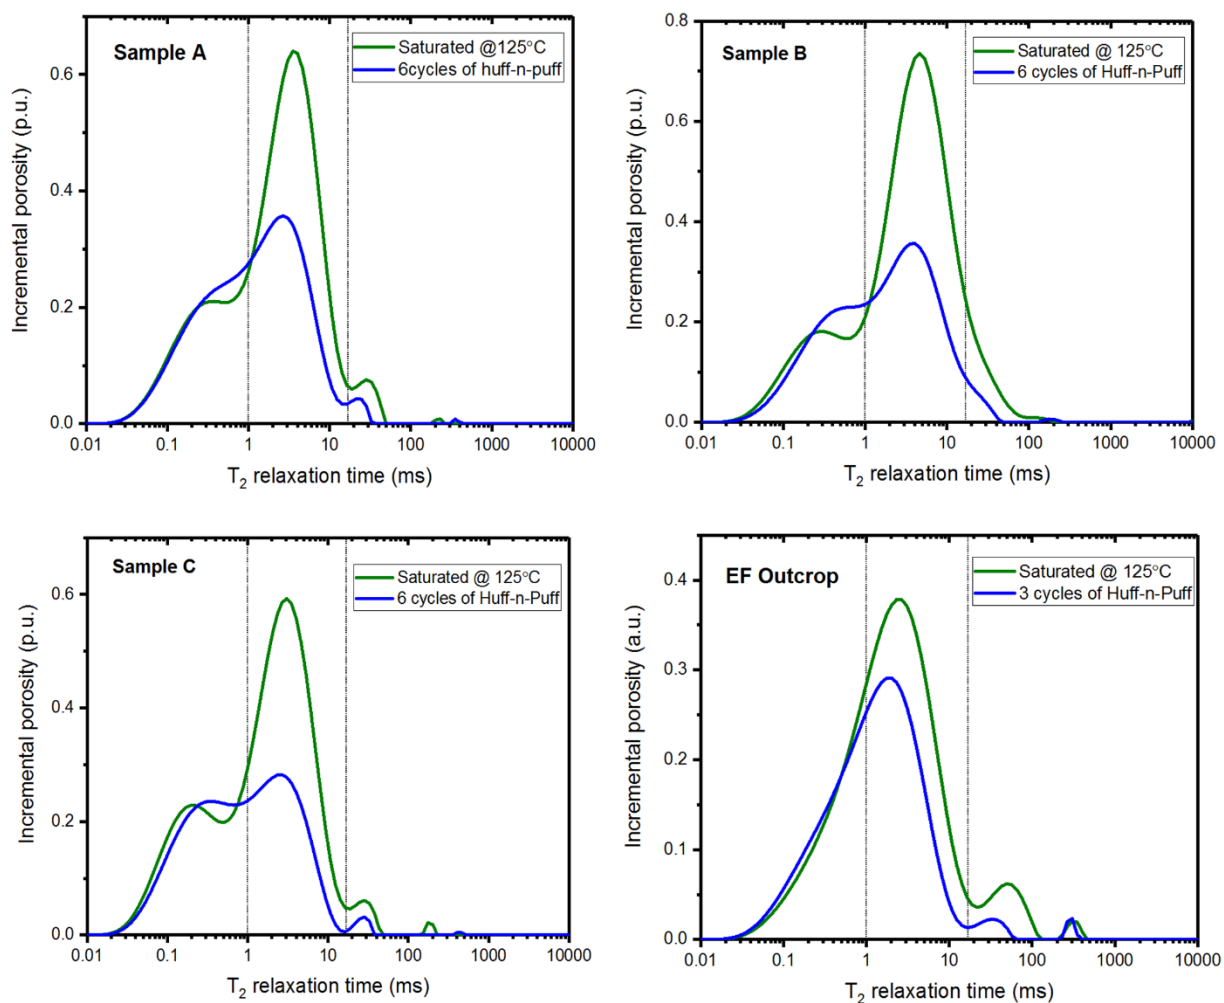 Sample A
Saturated @125°C
6cycles of huff-n-puff
Incremental porosity (p.u.)
0.6
0.4
0.2
0.0
0.01 0.1 1 10 100 1000 10000
T2 relaxation time (ms)
Sample B
Saturated @ 125°C
6 cycles of Huff-n-Puff
Incremental porosity (p.u.)
0.8
0.6
0.4
0.2
0.0
0.01 0.1 1 10 100 1000 10000
T2 relaxation time (ms)
Sample C
Saturated @ 125°C
6 cycles of Huff-n-Puff
Incremental porosity (p.u.)
0.6
0.4
0.2
0.0
0.01 0.1 1 10 100 1000 10000
T2 relaxation time (ms)
EF Outcrop
Saturated @ 125°C
3 cycles of Huff-n-Puff
Incremental porosity (a.u.)
0.4
0.3
0.2
0.1
0.0
0.01 0.1 1 10 100 1000 10000
T2 relaxation time (ms)